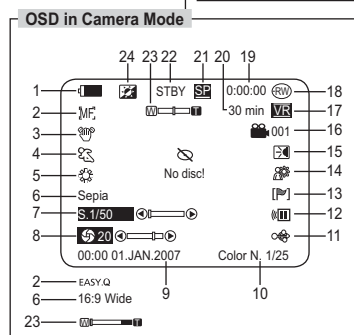 OSD in Camera Mode
24 23 22 21 20 19
1 STBY SP 0:00:00 RW 18
2 MF W T 30 min VR 17
3 001 16
4 15
5 No disc! 14
6 Sepia 13
7 S.1/50 12
8 20 11
00:00 01.JAN.2007 Color N. 1/25
9 10
2 EASY.Q
6 16:9 Wide
23 W T